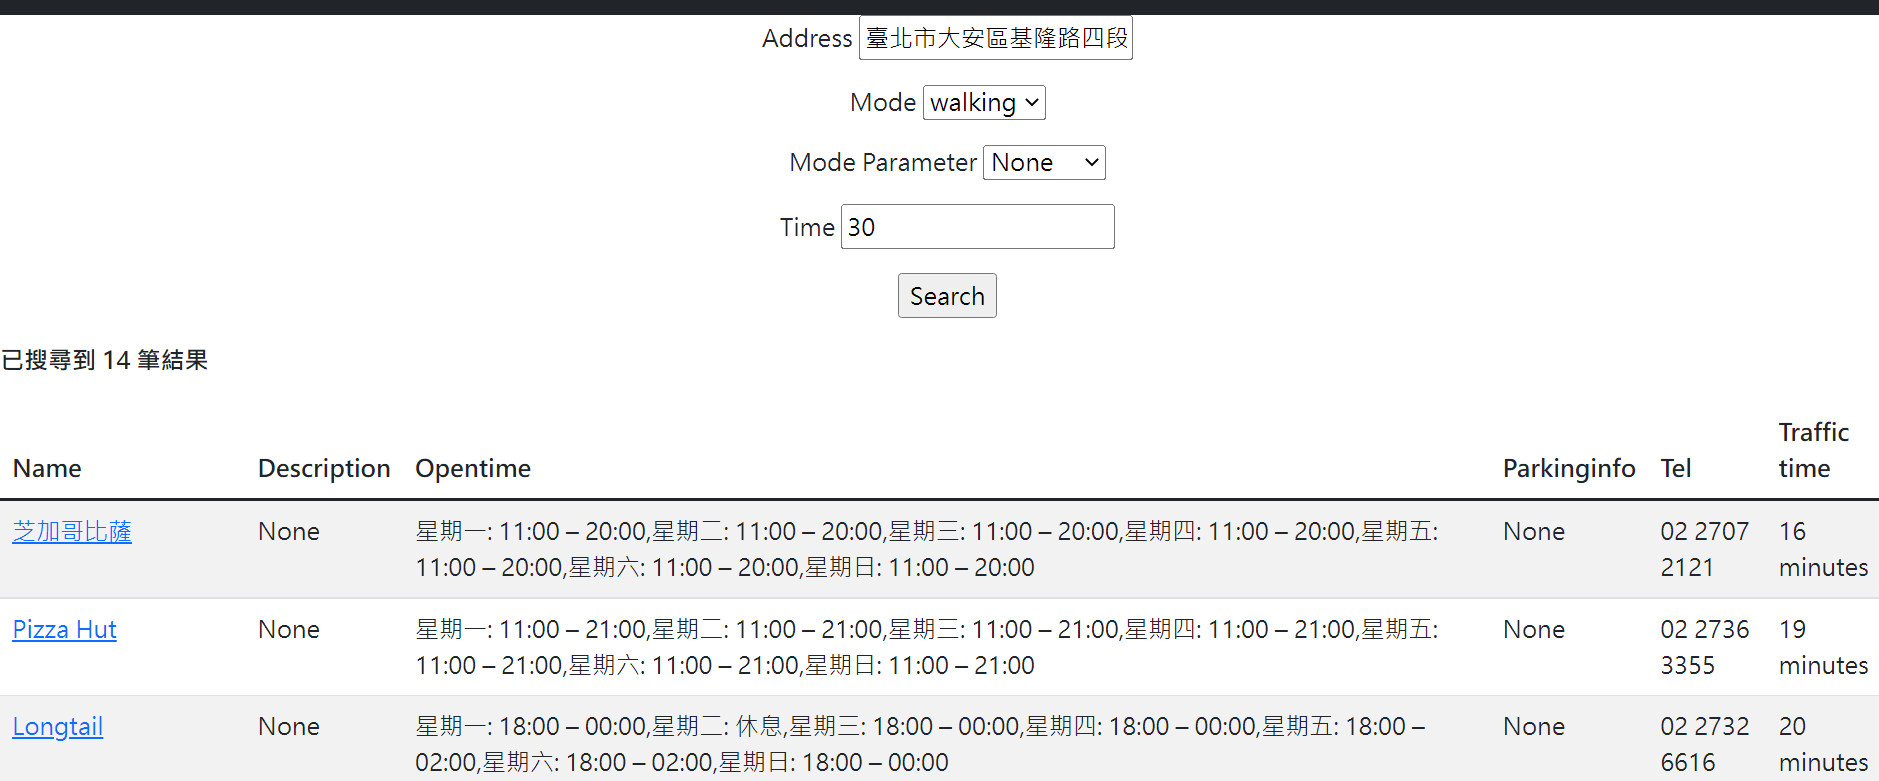 Address 臺北市大安區基隆路四段
Mode walking
Mode Parameter None
Time 30
Search
已搜尋到 14 筆結果
Name Description Opentime Parkinginfo Tel Traffic time
芝加哥比薩 None 星期一: 11:00 – 20:00,星期二: 11:00 – 20:00,星期三: 11:00 – 20:00,星期四: 11:00 – 20:00,星期五: None 02 2707 16
11:00 – 20:00,星期六: 11:00 – 20:00,星期日: 11:00 – 20:00 2121 minutes
Pizza Hut None 星期一: 11:00 – 21:00,星期二: 11:00 – 21:00,星期三: 11:00 – 21:00,星期四: 11:00 – 21:00,星期五: None 02 2736 19
11:00 – 21:00,星期六: 11:00 – 21:00,星期日: 11:00 – 21:00 3355 minutes
Longtail None 星期一: 18:00 – 00:00,星期二: 休息,星期三: 18:00 – 00:00,星期四: 18:00 – 00:00,星期五: 18:00 – None 02 2732 20
02:00,星期六: 18:00 – 02:00,星期日: 18:00 – 00:00 6616 minutes